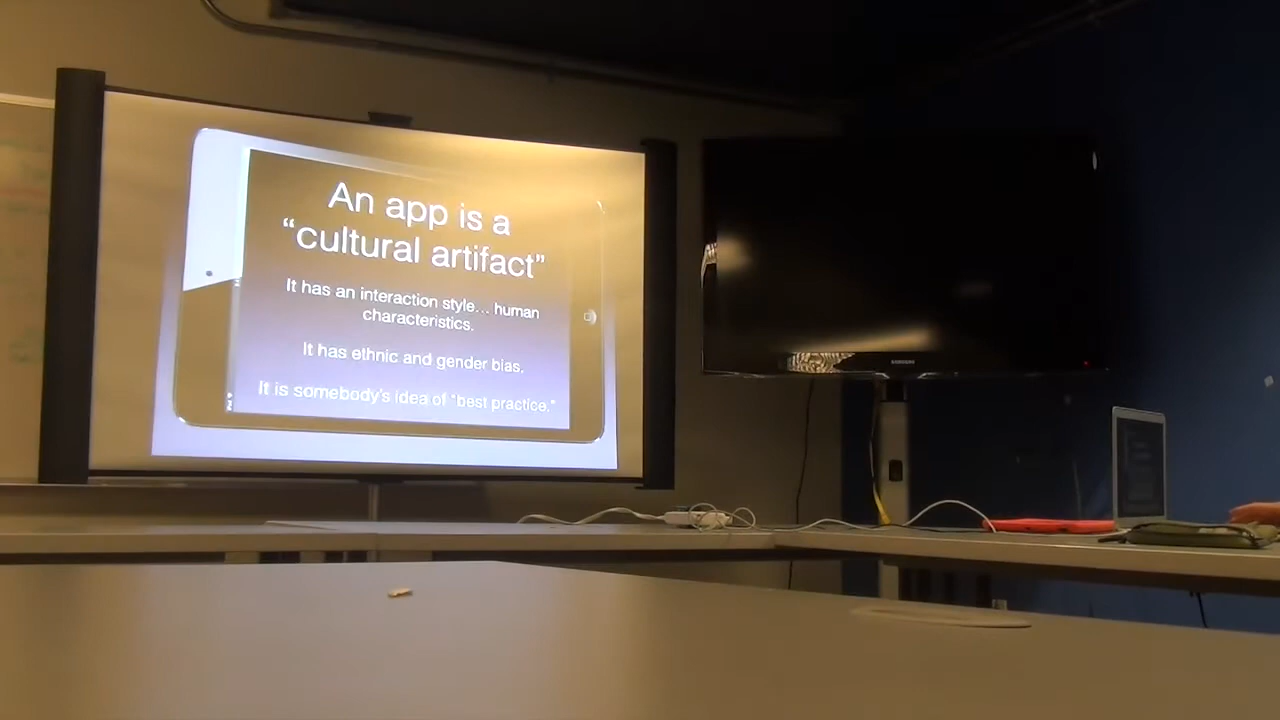 An app is a
“cultural artifact”
It has an interaction style... human
characteristics.
It has ethnic and gender bias.
It is somebody's idea of "best practice."
SAMSUNG